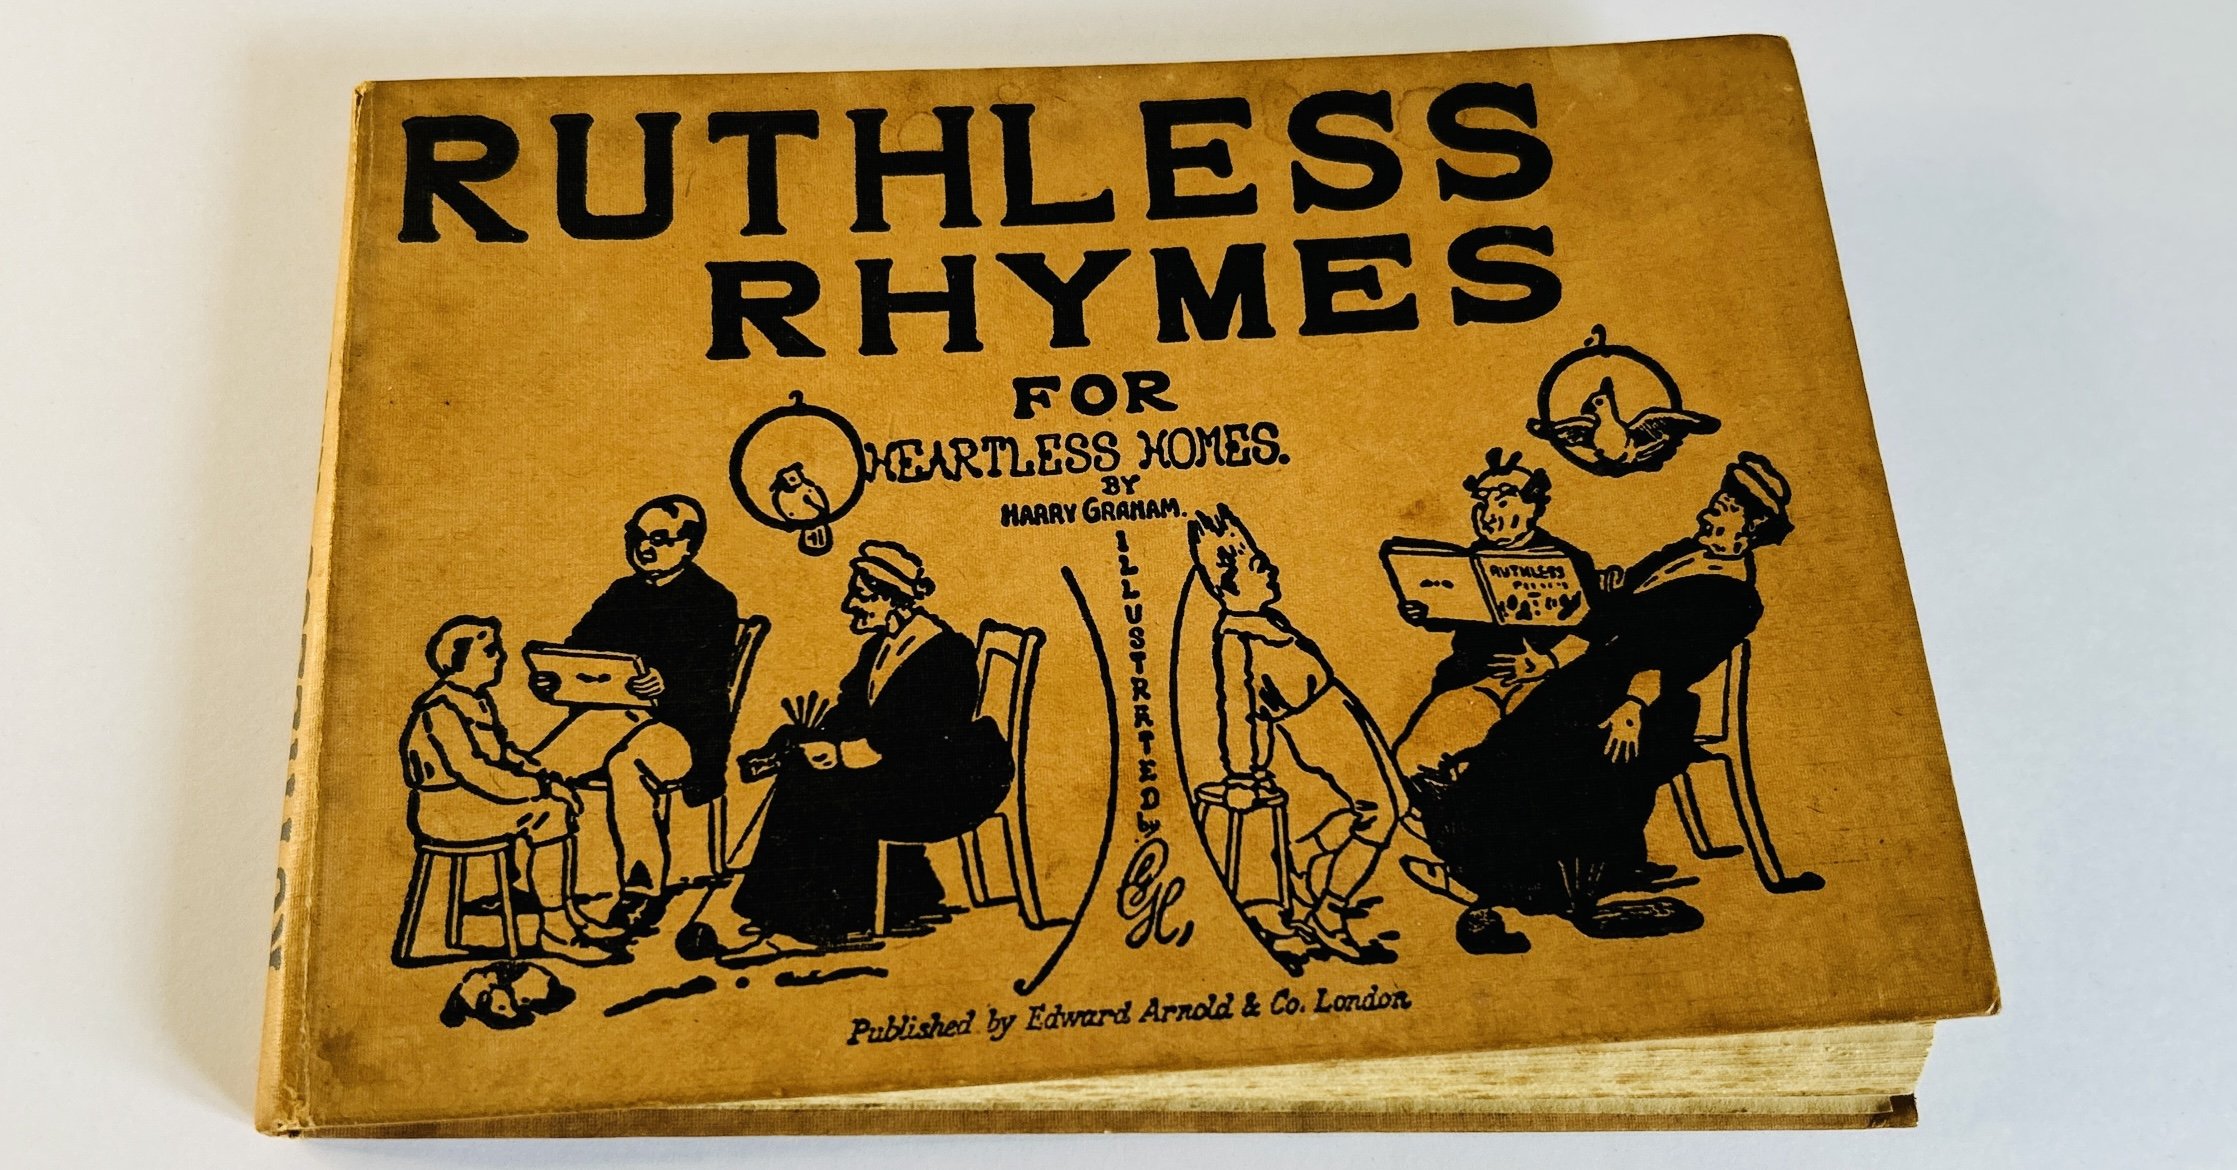 RUTHLESS
RHYMES
FOR
HEARTLESS HOMES.
BY
HARRY GRAHAM.
ILLUSTRATED
by
G H,
RUTHLESS
Published by Edward Arnold & Co. London